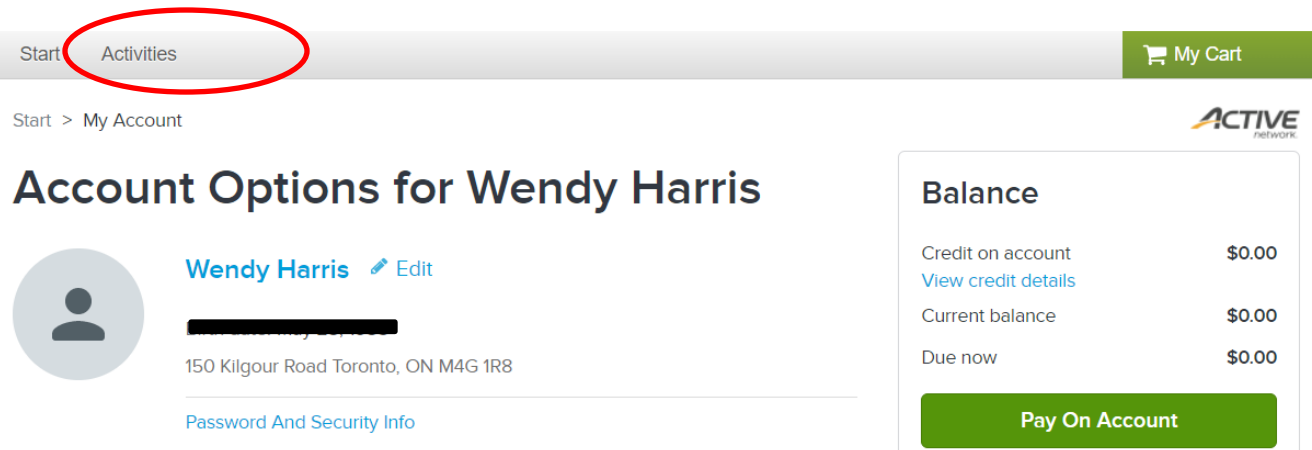 Start Activities My Cart
Start > My Account
ACTIVE
network.
Account Options for Wendy Harris
Wendy Harris Edit
150 Kilgour Road Toronto, ON M4G 1R8
Password And Security Info
Balance
Credit on account $0.00
View credit details
Current balance $0.00
Due now $0.00
Pay On Account